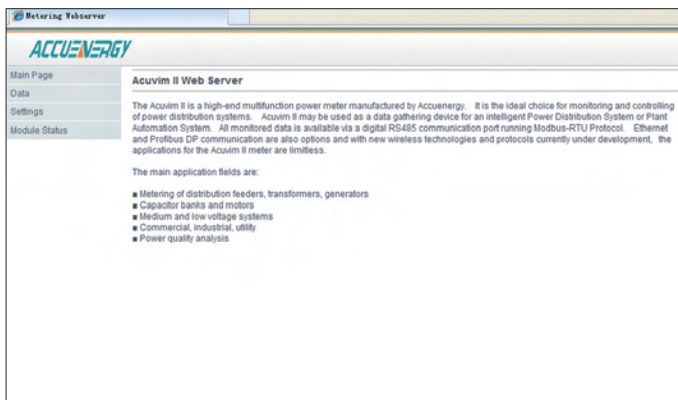 Metering Webserver
ACCUENERGY
Main Page
Data
Settings
Module Status
Acuvim II Web Server
The Acuvim II is a high-end multifunction power meter manufactured by Accuenergy. It is the ideal choice for monitoring and controlling
of power distribution systems. Acuvim II may be used as a data gathering device for an intelligent Power Distribution System or Plant
Automation System. All monitored data is available via a digital RS485 communication port running Modbus-RTU Protocol. Ethernet
and Profibus DP communication are also options and with new wireless technologies and protocols currently under development, the
applications for the Acuvim II meter are limitless.
The main application fields are:
■ Metering of distribution feeders, transformers, generators
■ Capacitor banks and motors
■ Medium and low voltage systems
■ Commercial, industrial, utility
■ Power quality analysis